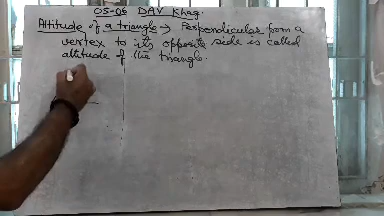 05-06 DAV Khag.
Altitude of a triangle → Perpendicular from a
vertex to its opposite side is called
altitude of the triangle.